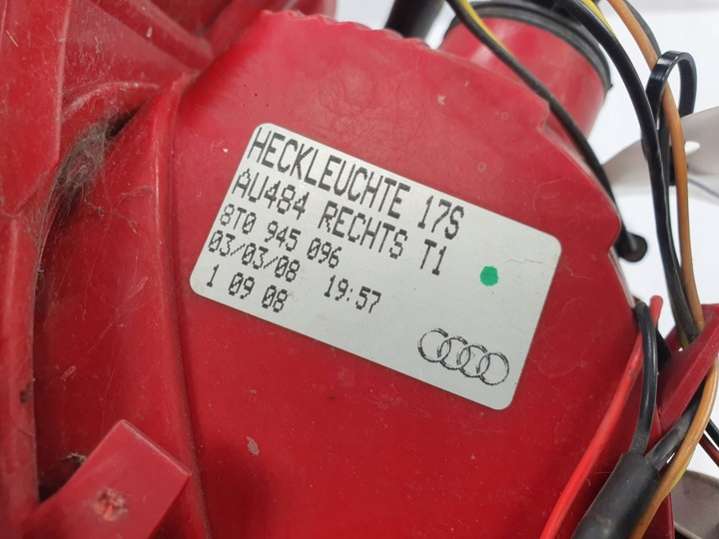 HECKLEUCHTE 17S
AU484 RECHTS T1
8T0 945 096
03/03/08 19:57
1 09 08